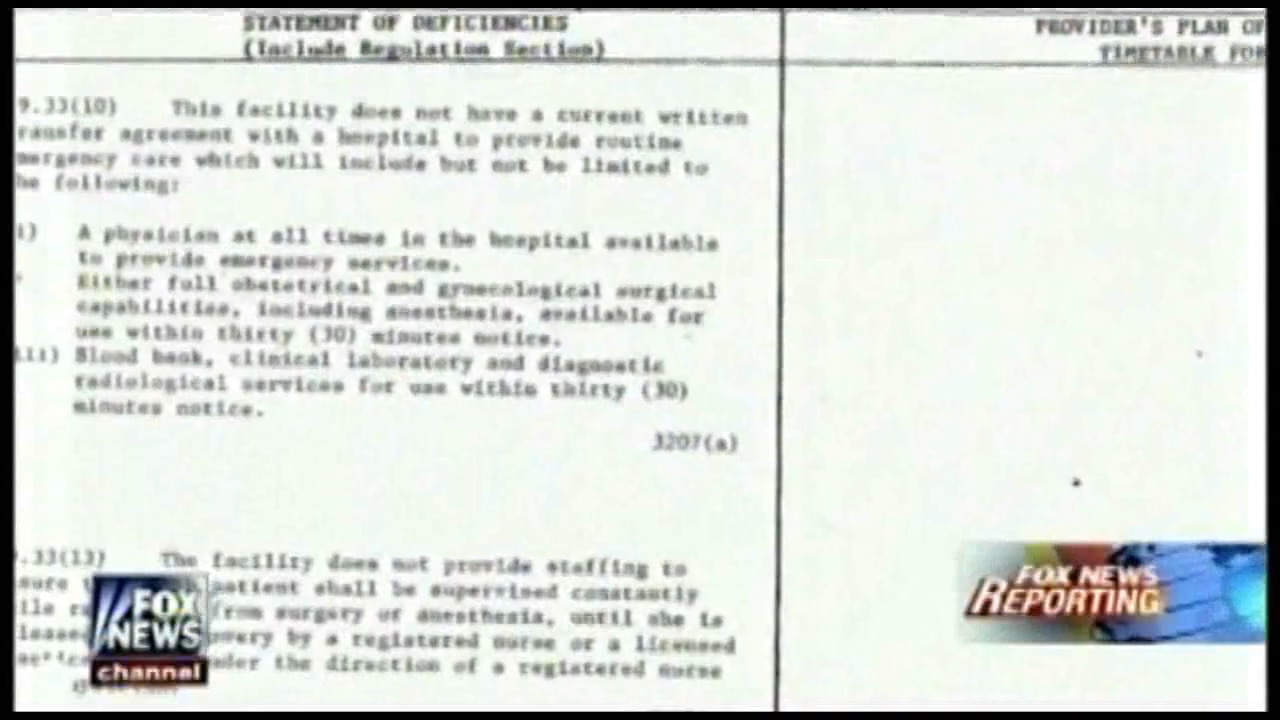 STATEMENT OF DEFICIENCIES
(Include Regulation Section)
PROVIDER'S PLAN OF
TIMETABLE FOR
9.33(10) This facility does not have a current written
ransfer agreement with a hospital to provide routine
mergency care which will include but not be limited to
he following:
i) A physician at all times in the hospital available
to provide emergency services.
Either full obstetrical and gynecological surgical
capabilities, including anesthesia, available for
use within thirty (30) minutes notice.
iii) Blood bank, clinical laboratory and diagnostic
radiological services for use within thirty (30)
minutes notice.
3207(a)
.33(13) The facility does not provide staffing to
sure patient shall be supervised constantly
from surgery or anesthesia, until she is
by a registered nurse or a licensed
the direction of a registered nurse
FOX
NEWS
channel
FOX NEWS
REPORTING